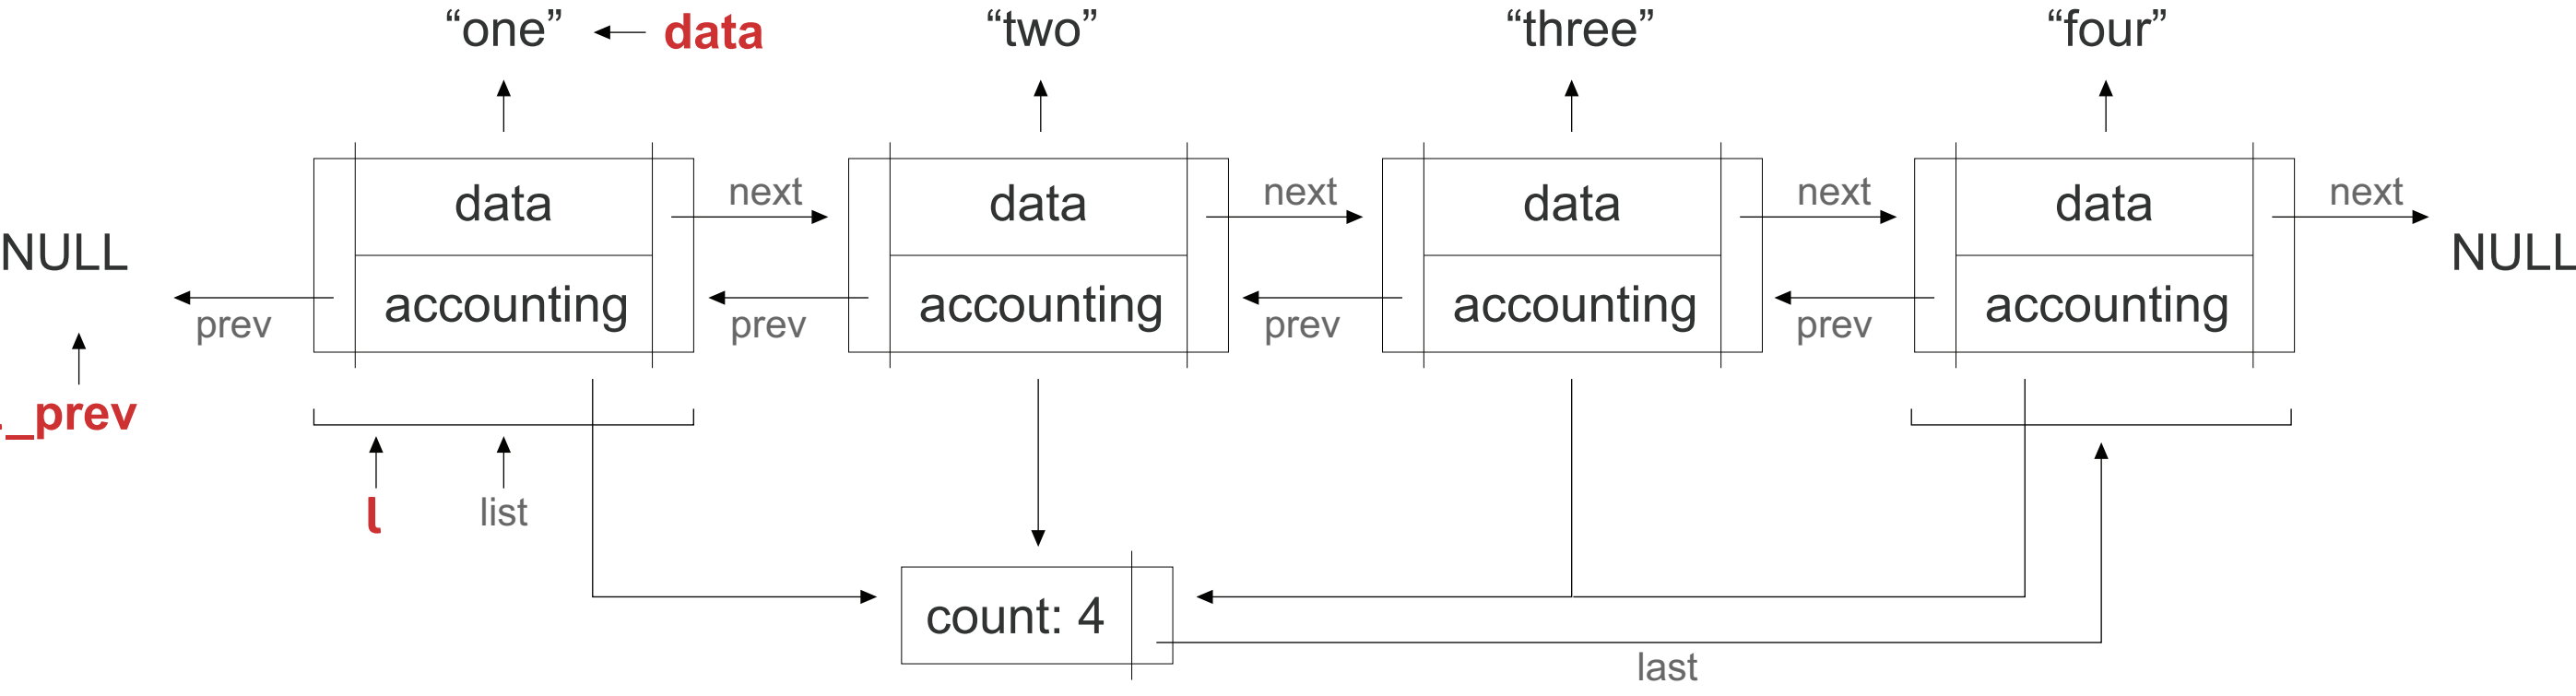 “one” data “two” “three” “four”
data next data next data next data next
NULL NULL
accounting accounting accounting accounting
prev prev prev prev
_prev
l list
count: 4
last